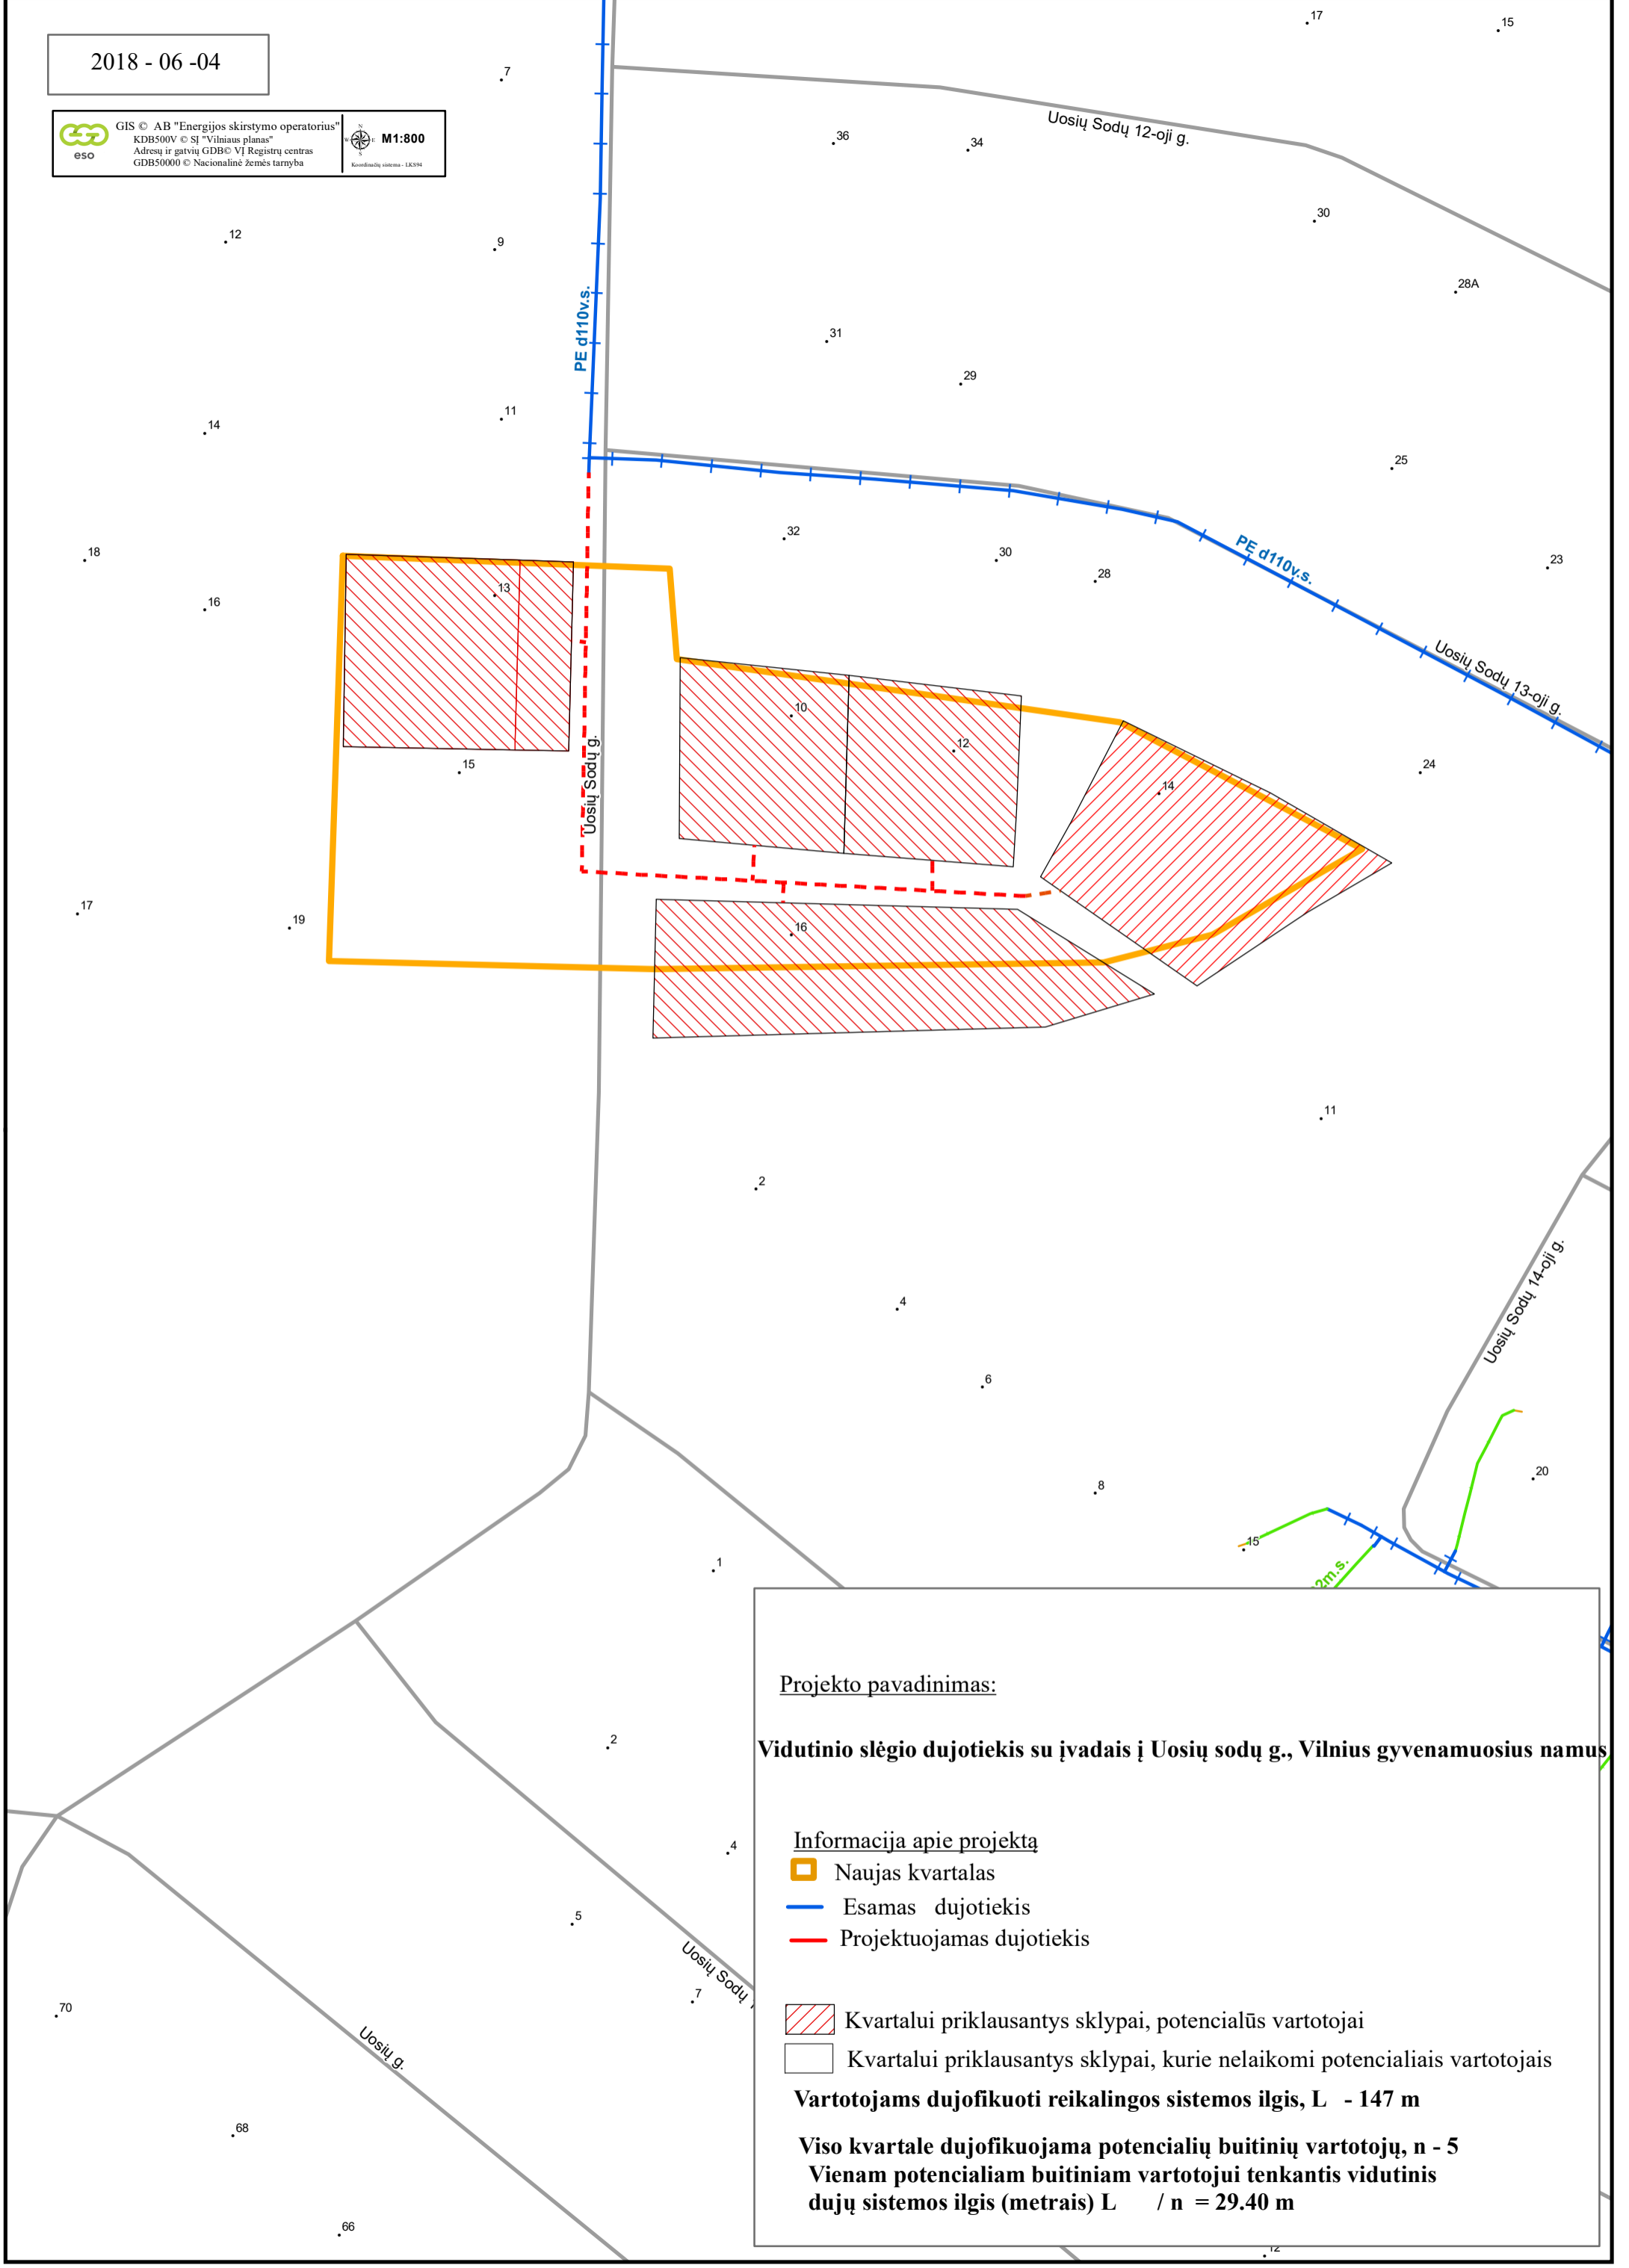 2018 - 06 -04
GIS © AB "Energijos skirstymo operatorius"
KDB500V © SĮ "Vilniaus planas"
Adresų ir gatvių GDB© VĮ Registrų centras
GDB50000 © Nacionalinė žemės tarnyba
eso
N
W
E
S
M1:800
Koordinačių sistema - LKS94
17
15
7
Uosių Sodų 12-oji g.
36
34
30
12
9
28A
PE d110v.s.
31
29
11
14
25
32
30
28
PE d110v.s.
23
18
13
16
Uosių Sodų 13-oji g.
10
12
14
15
24
Uosių Sodų g.
17
19
16
11
2
Uosių Sodų 14-oji g.
4
6
8
20
15
2m.s.
1
2
4
5
Uosių Sodų
7
70
Uosių g.
68
66
12
Projekto pavadinimas:
Vidutinio slėgio dujotiekis su įvadais į Uosių sodų g., Vilnius gyvenamuosius namus
Informacija apie projektą
Naujas kvartalas
Esamas dujotiekis
Projektuojamas dujotiekis
Kvartalui priklausantys sklypai, potencialūs vartotojai
Kvartalui priklausantys sklypai, kurie nelaikomi potencialiais vartotojais
Vartotojams dujofikuoti reikalingos sistemos ilgis, L - 147 m
Viso kvartale dujofikuojama potencialių buitinių vartotojų, n - 5
Vienam potencialiam buitiniam vartotojui tenkantis vidutinis
dujų sistemos ilgis (metrais) L / n = 29.40 m